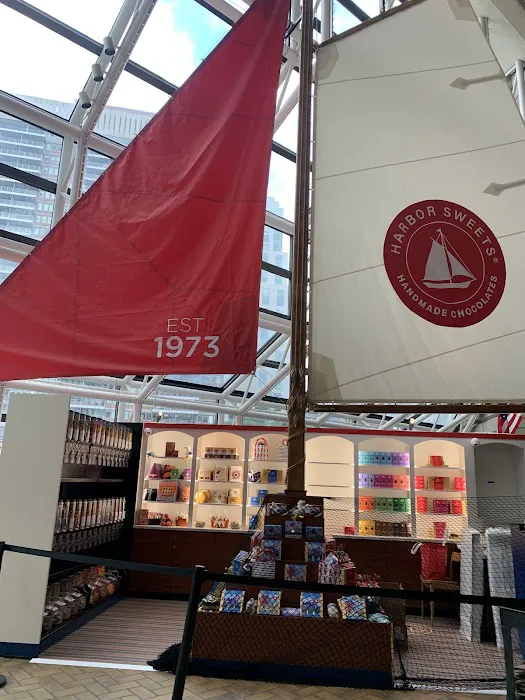 EST
1973
HARBOR SWEETS®
HANDMADE CHOCOLATES